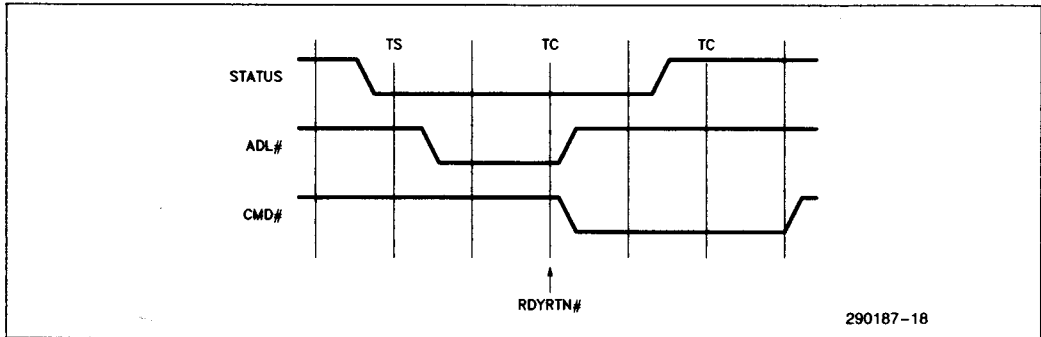 TS TC TC
STATUS
ADL#
CMD#
RDYRTN#
290187-18